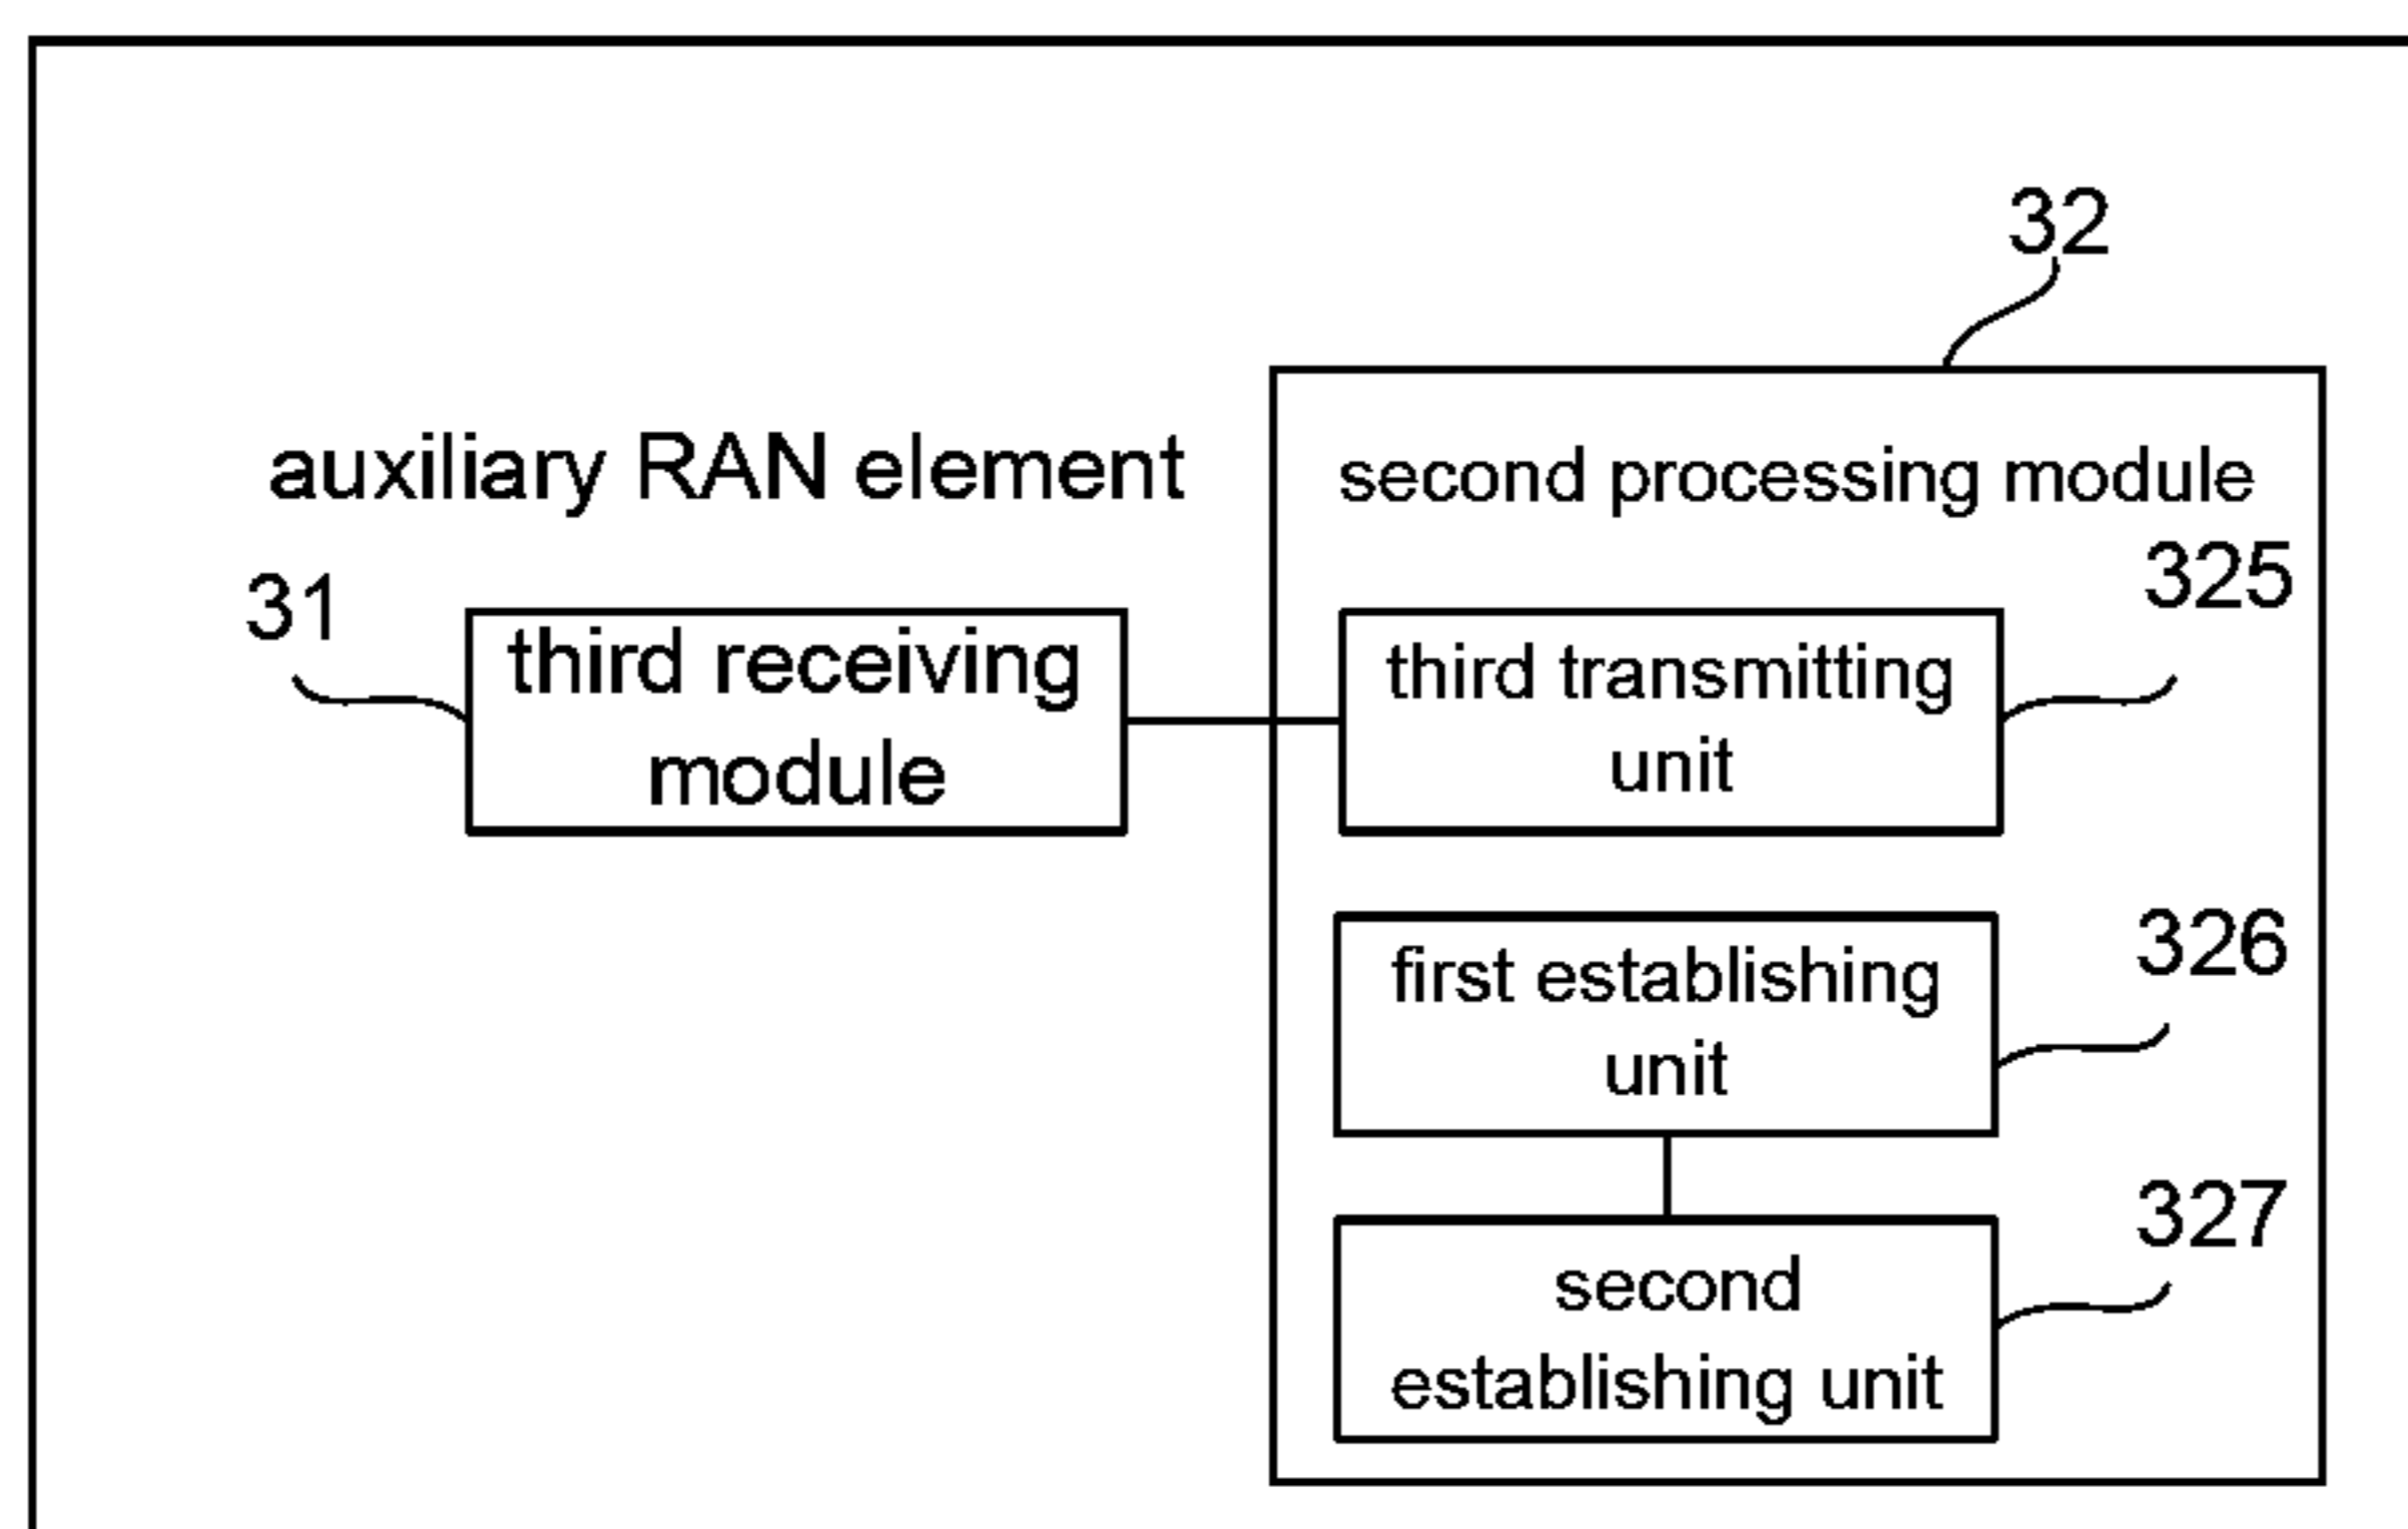 32
auxiliary RAN element
second processing module
31
third receiving
module
325
third transmitting
unit
326
first establishing
unit
327
second
establishing unit